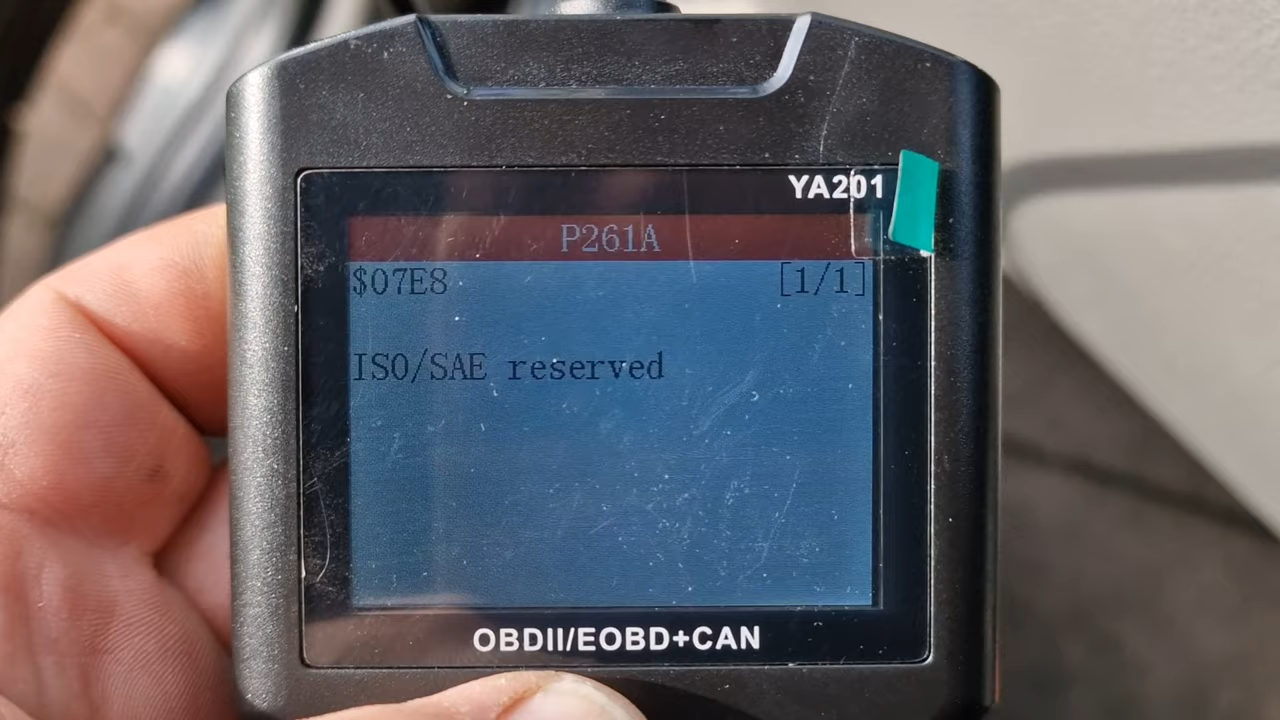 YA201
P261A
$07E8 [1/1]
ISO/SAE reserved
OBDII/EOBD+CAN